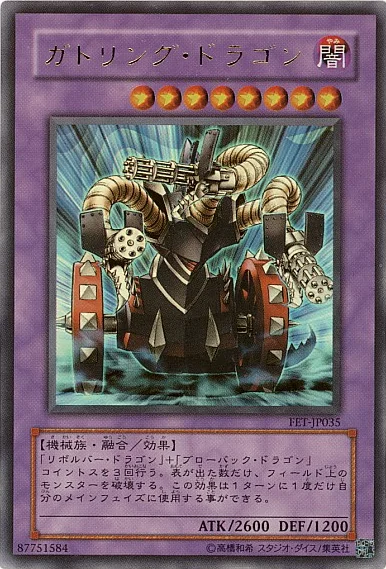 ガトリング・ドラゴン
闇
やみ
FET-JP035
【機械族・融合／効果】
「リボルバー・ドラゴン」＋「ブローバック・ドラゴン」
コイントスを３回行う。表が出た数だけ、フィールド上の
モンスターを破壊する。この効果は１ターンに１度だけ自
分のメインフェイズに使用する事ができる。
ATK/2600 DEF/1200
87751584
©高橋和希 スタジオ・ダイス/集英社